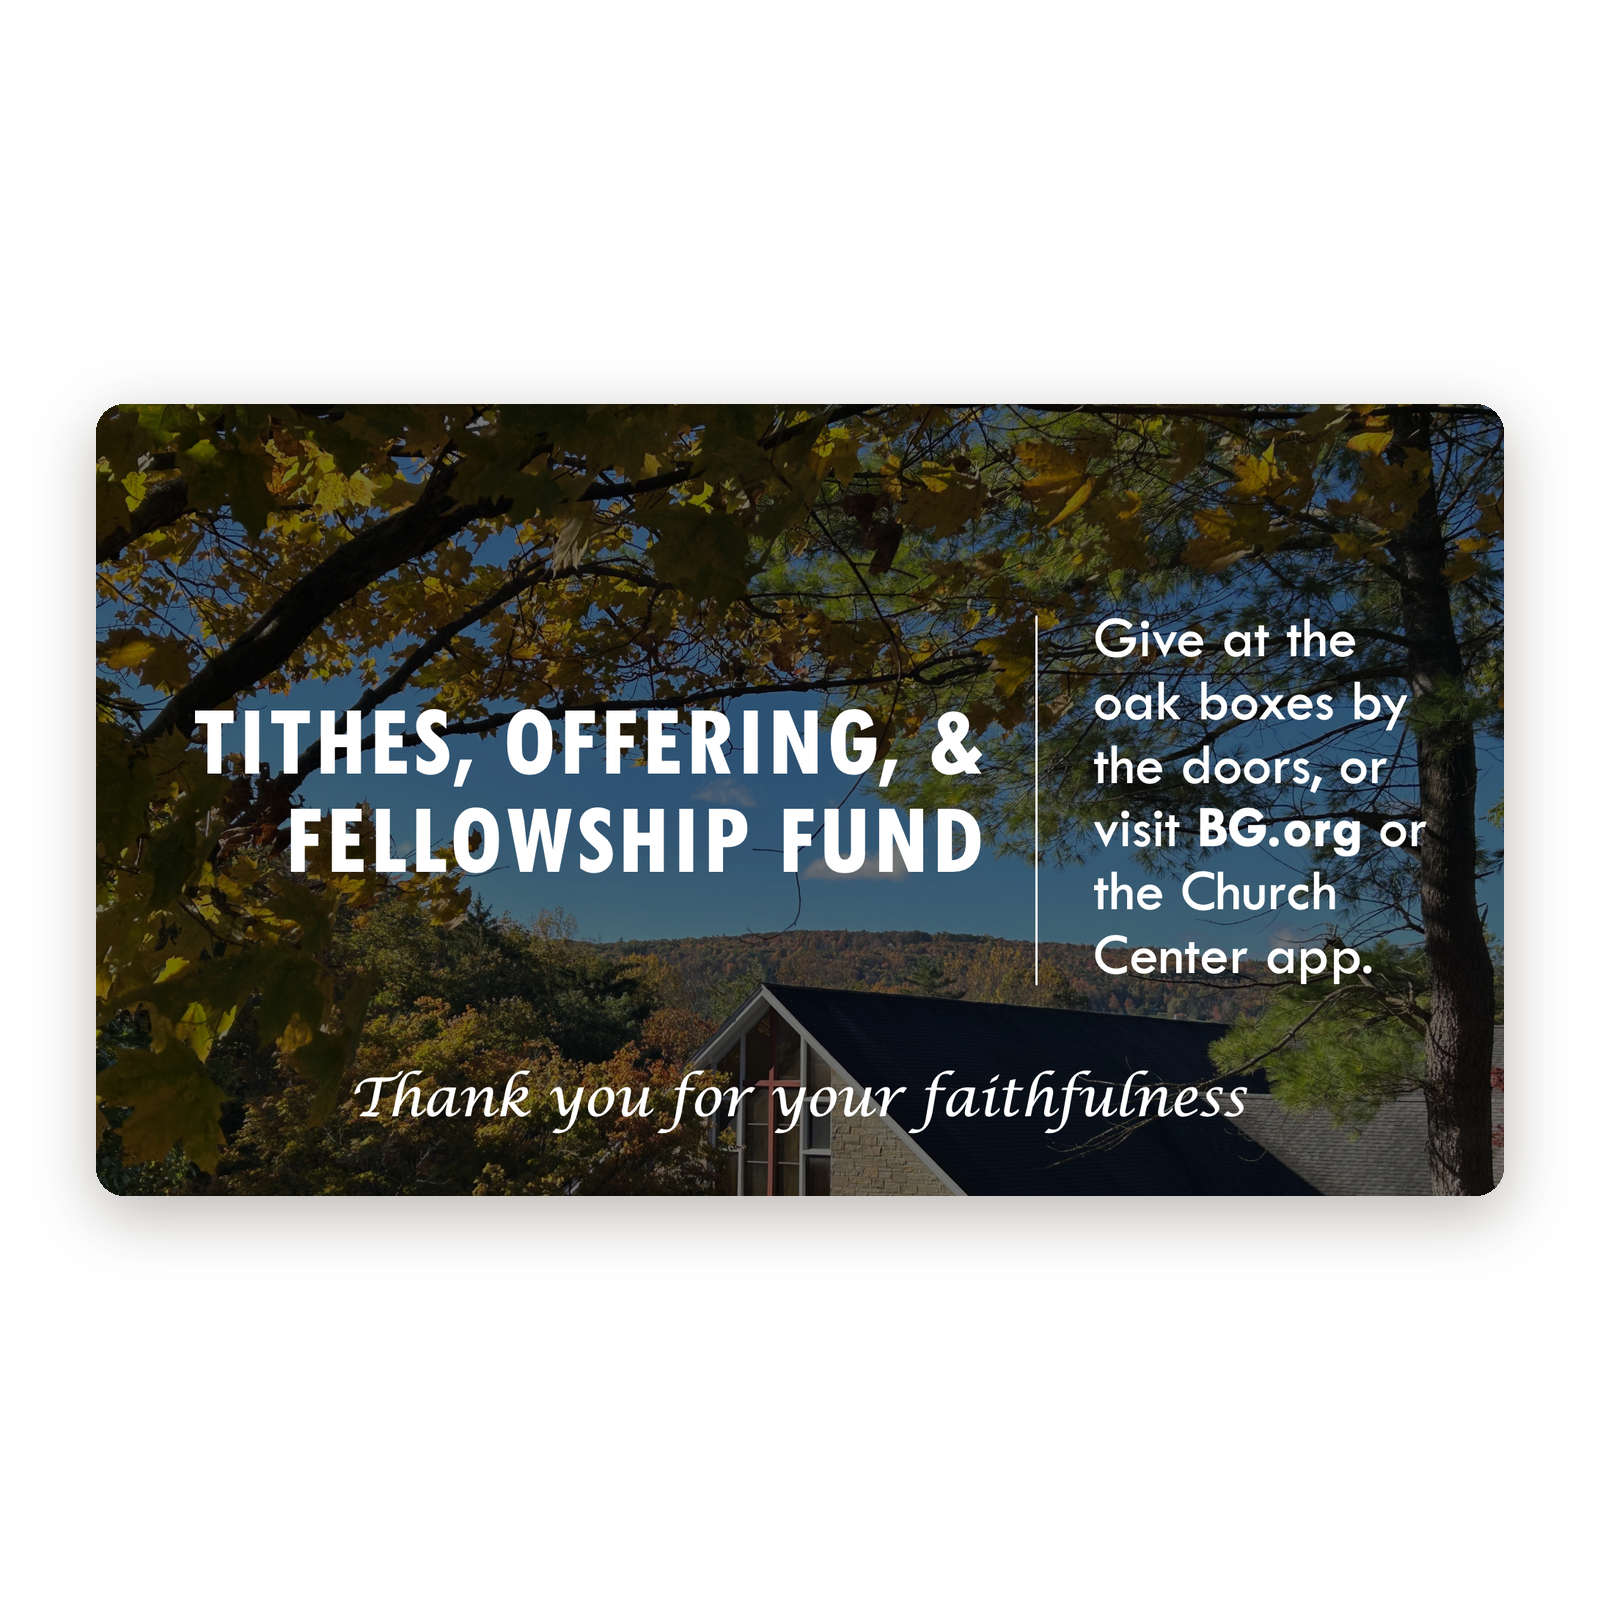 TITHES, OFFERING, &
FELLOWSHIP FUND
Give at the
oak boxes by
the doors, or
visit BG.org or
the Church
Center app.
Thank you for your faithfulness